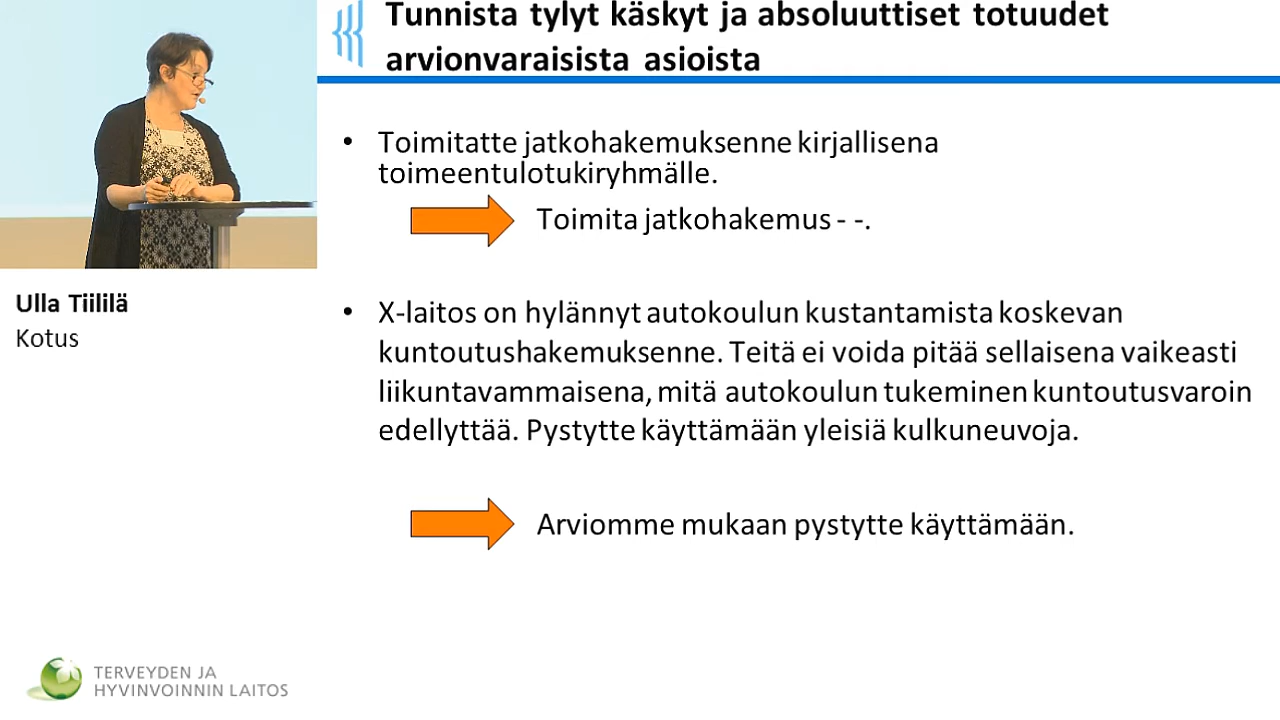 Tunnista tylyt käskyt ja absoluuttiset totuudet
arvionvaraisista asioista
• Toimitatte jatkohakemuksenne kirjallisena
toimeentulotukiryhmälle.
Toimita jatkohakemus - -.
Ulla Tiililä
Kotus
• X-laitos on hylännyt autokoulun kustantamista koskevan
kuntoutushakemuksenne. Teitä ei voida pitää sellaisena vaikeasti
liikuntavammaisena, mitä autokoulun tukeminen kuntoutusvaroin
edellyttää. Pystytte käyttämään yleisiä kulkuneuvoja.
Arviomme mukaan pystytte käyttämään.
TERVEYDEN JA
HYVINVOINNIN LAITOS